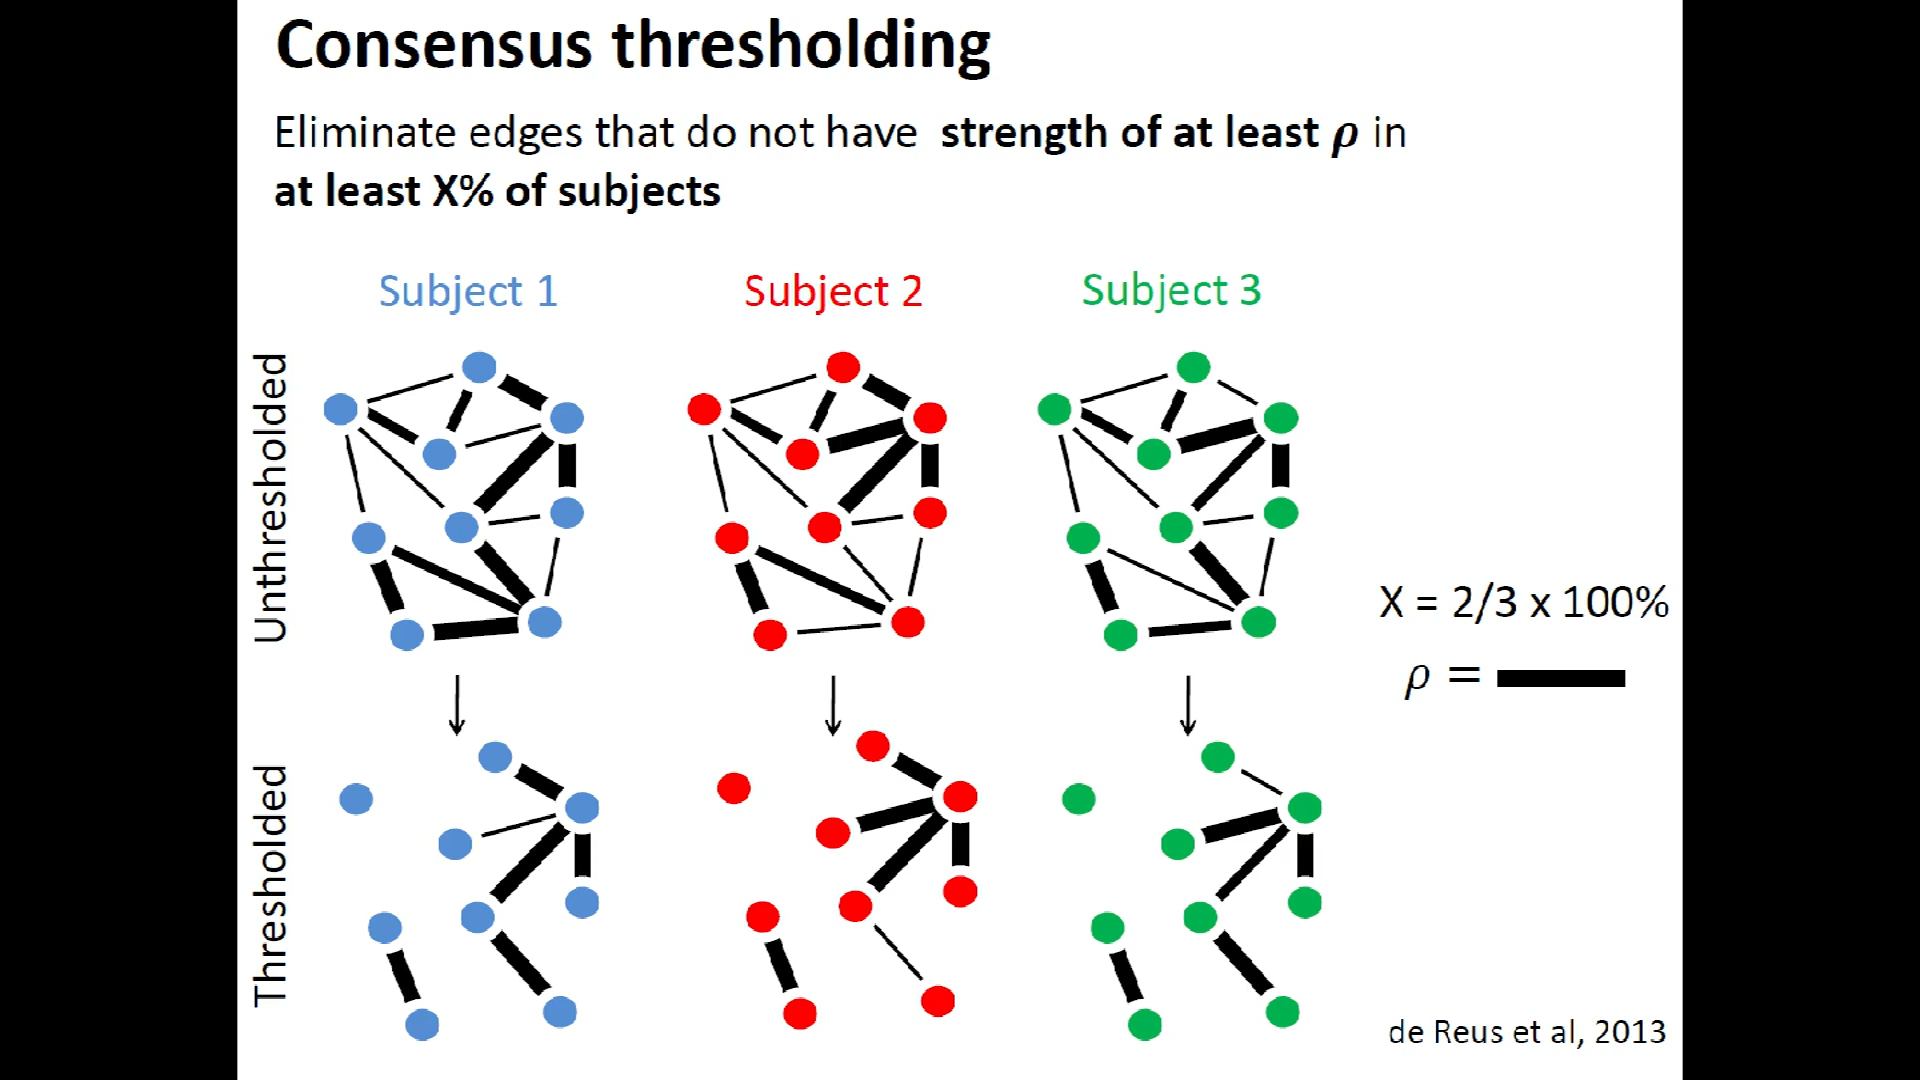 Consensus thresholding
Eliminate edges that do not have strength of at least ρ in
at least X% of subjects
Subject 1
Subject 2
Subject 3
Unthresholded
X = 2/3 x 100%
ρ =
Thresholded
de Reus et al, 2013